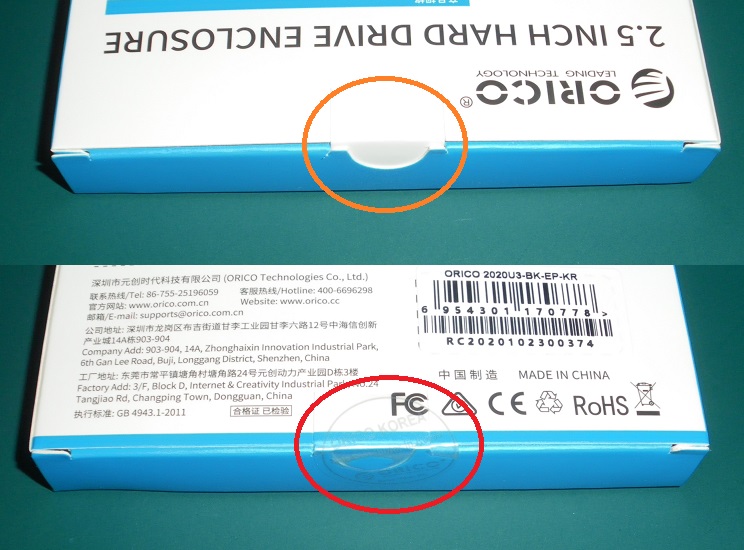 产品规格
2.5 INCH HARD DRIVE ENCLOSURE
ORICO®
LEADING TECHNOLOGY
深圳市元创时代科技有限公司 (ORICO Technologies Co., Ltd.)
联系热线/Tel: 86-755-25196059 客服热线/Hotline: 400-6696298
官方网站: www.orico.com.cn Website: www.orico.cc
邮箱/E-mail: supports@orico.com.cn
公司地址: 深圳市龙岗区布吉街道甘李工业园甘李六路12号中海信创新
产业城14A栋903-904
Company Add: 903-904, 14A, Zhonghaixin Innovation Industrial Park,
6th Gan Lee Road, Buji, Longgang District, Shenzhen, China
工厂地址: 东莞市常平镇塘角村塘角路24号元创动力产业园D栋3楼
Factory Add: 3/F, Block D, Internet & Creativity Industrial Park, No.24
Tangjiao Rd, Changping Town, Dongguan, China
执行标准: GB 4943.1-2011 合格证 已检验
ORICO 2020U3-BK-EP-KR
6 954301 170778 >
RC2020102300374
中国制造 MADE IN CHINA
FC CE RoHS
KOREA
ORICO